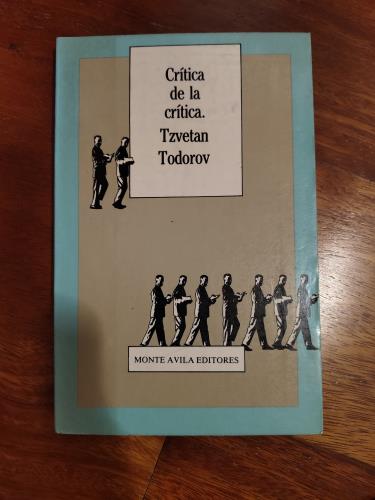 Crítica
de la
crítica.
Tzvetan
Todorov
MONTE AVILA EDITORES